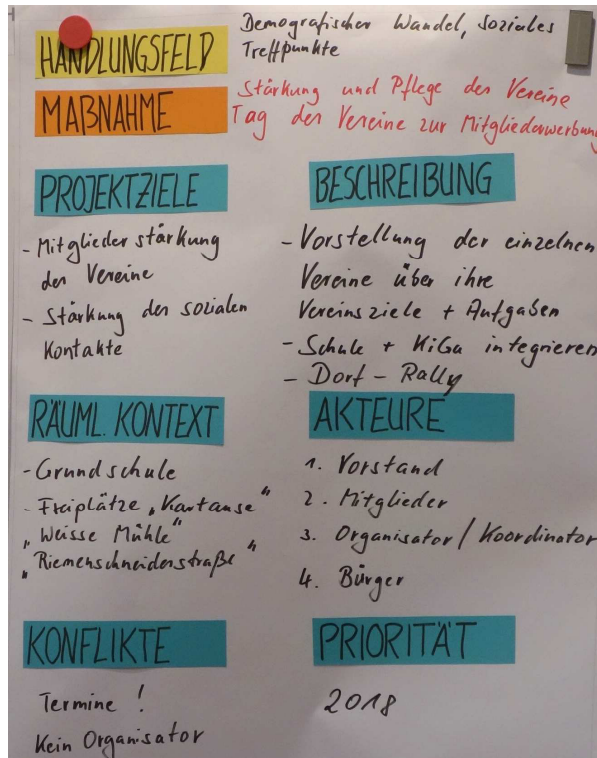 HANDLUNGSFELD
Demografischer Wandel, soziales
Treffpunkte
MAẞNAHME
Stärkung und Pflege der Vereine
Tag der Vereine zur Mitgliederwerbung
PROJEKTZIELE
- Mitglieder stärkung
der Vereine
- Stärkung der sozialen
Kontakte
BESCHREIBUNG
- Vorstellung der einzelnen
Vereine über ihre
Vereinsziele + Aufgaben
- Schule + KiGa integrieren
- Dorf - Rally
RÄUML. KONTEXT
- Grundschule
- Freiplätze „Kartause"
„Weisse Mühle"
„Riemenschneiderstraße"
AKTEURE
1. Vorstand
2. Mitglieder
3. Organisator / Koordinator
4. Bürger
KONFLIKTE
Termine !
Kein Organisator
PRIORITÄT
2018